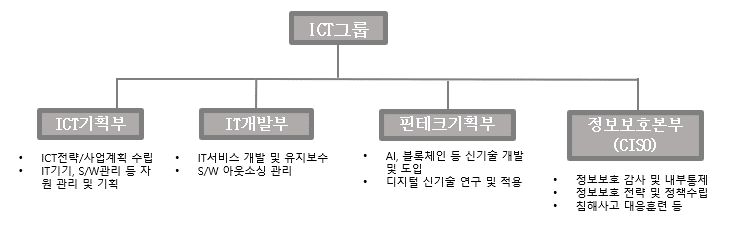 ICT그룹
ICT기획부
• ICT전략/사업계획 수립
• IT기기, S/W관리 등 자
원 관리 및 기획
IT개발부
• IT서비스 개발 및 유지보수
• S/W 아웃소싱 관리
핀테크기획부
• AI, 블록체인 등 신기술 개발
및 도입
• 디지털 신기술 연구 및 적용
정보보호본부
(CISO)
• 정보보호 감사 및 내부통제
• 정보보호 전략 및 정책수립
• 침해사고 대응훈련 등